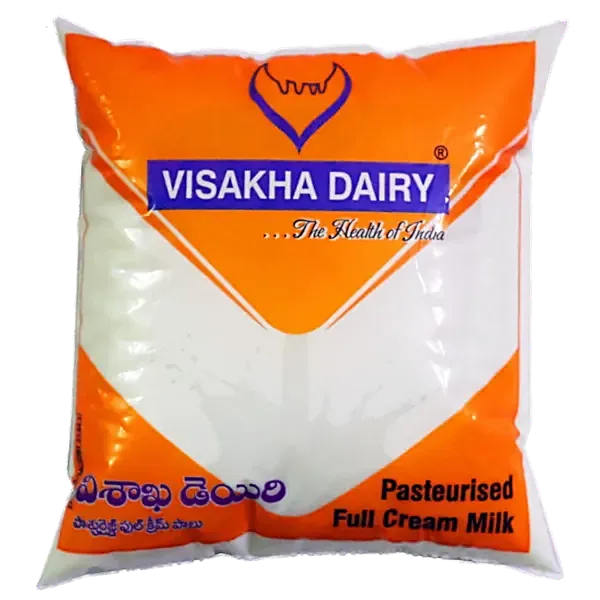 ®
VISAKHA DAIRY
...The Health of India
విశాఖ డెయిరి
పాశ్చురైజ్డ్ ఫుల్ క్రీమ్ పాలు
Pasteurised
Full Cream Milk